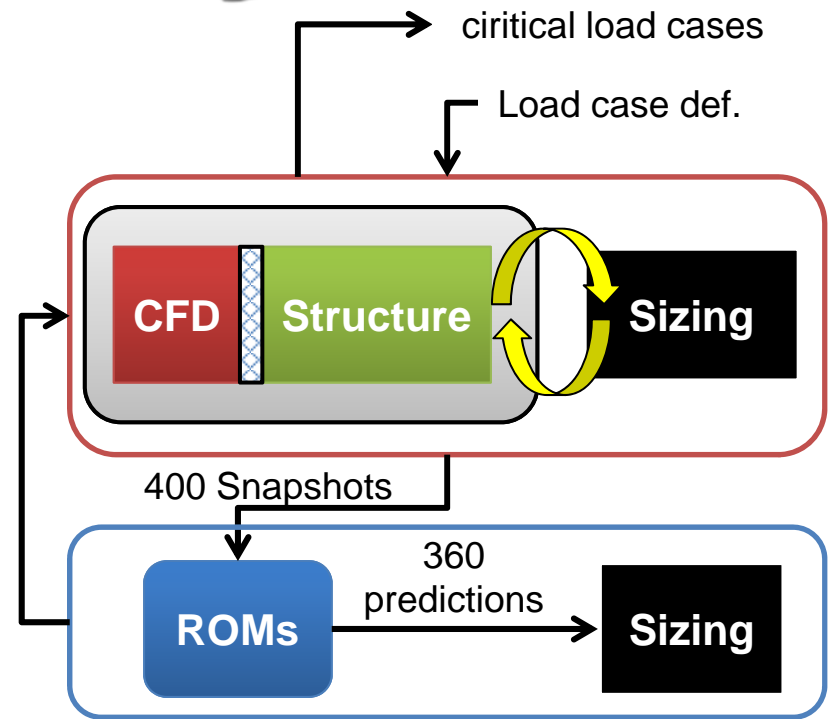 ciritical load cases
Load case def.
CFD
Structure
Sizing
400 Snapshots
360
predictions
ROMs
Sizing